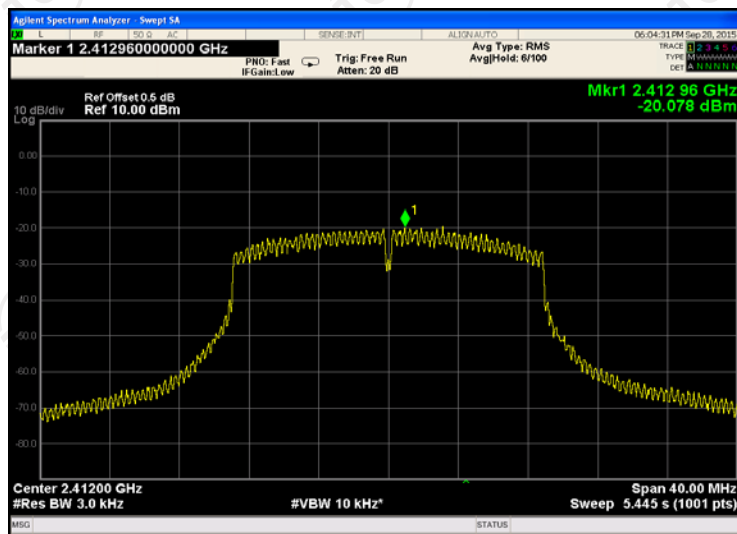 Agilent Spectrum Analyzer - Swept SA
L RF 50 Ω AC SENSE:INT ALIGN AUTO 06:04:31 PM Sep 20, 2015
Marker 1 2.412960000000 GHz
PNO: Fast
IFGain:Low
Trig: Free Run
Atten: 20 dB
Avg Type: RMS
Avg|Hold: 6/100
TRACE 1 2 3 4 5 6
TYPE M
DET A N N N N N
Mkr1 2.412 96 GHz
-20.078 dBm
Ref Offset 0.5 dB
10 dB/div Ref 10.00 dBm
Log
0.00
-10.0
1
-20.0
-30.0
-40.0
-50.0
-60.0
-70.0
-80.0
Center 2.41200 GHz Span 40.00 MHz
#Res BW 3.0 kHz #VBW 10 kHz* Sweep 5.445 s (1001 pts)
MSG STATUS